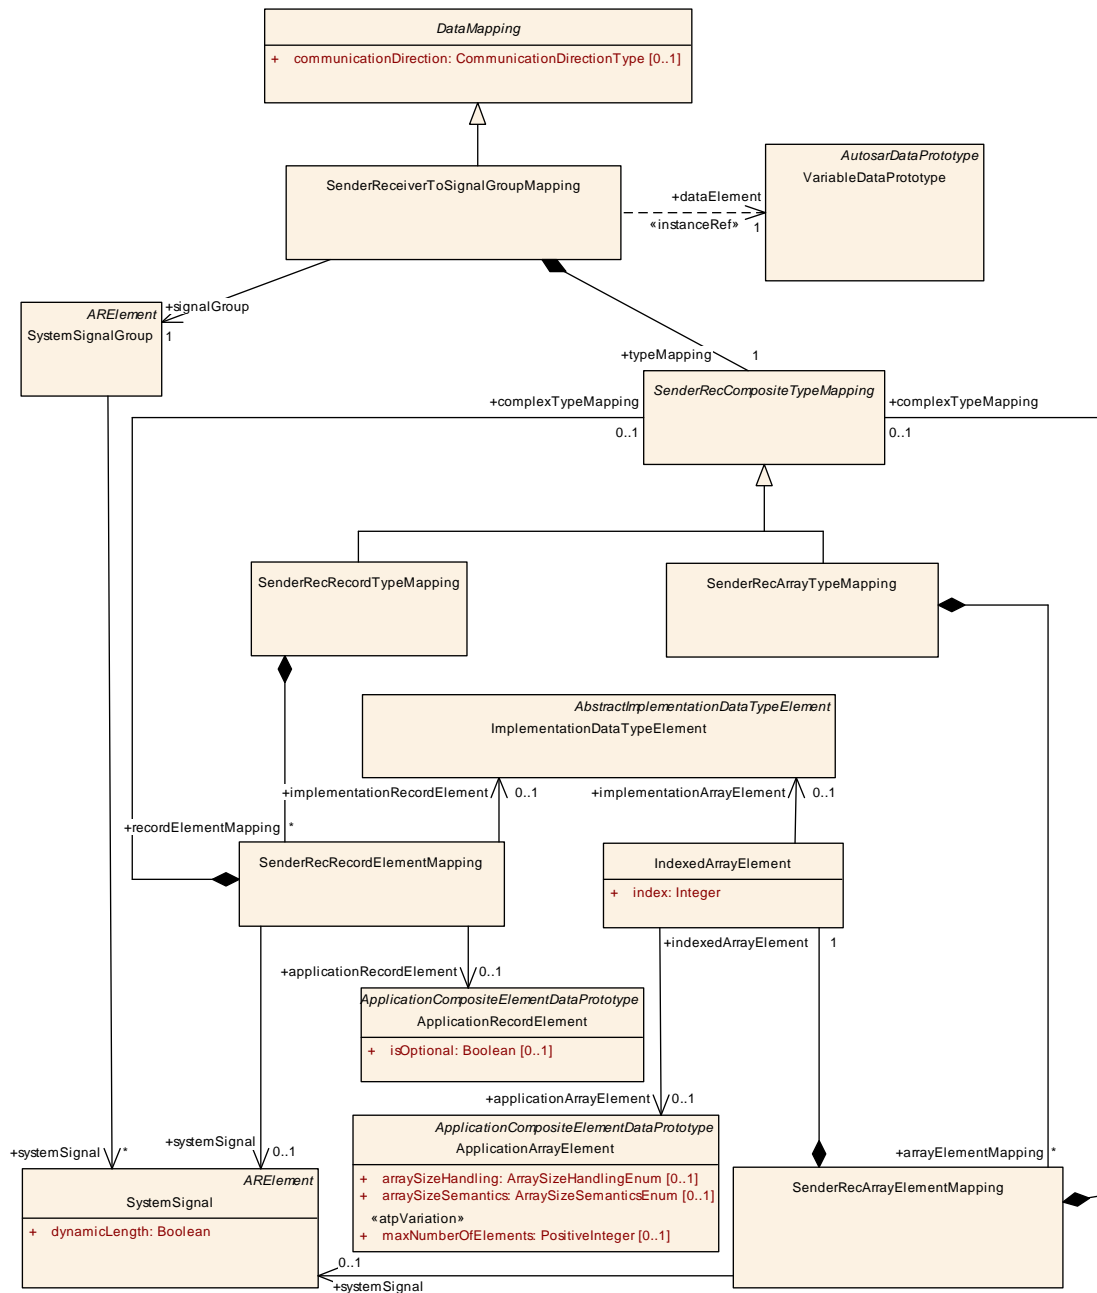 DataMapping
+ communicationDirection: CommunicationDirectionType [0..1]
AutosarDataPrototype
VariableDataPrototype
SenderReceiverToSignalGroupMapping
+dataElement
«instanceRef»
1
+signalGroup
1
ARElement
SystemSignalGroup
+typeMapping
1
SenderRecCompositeTypeMapping
+complexTypeMapping
0..1
+complexTypeMapping
0..1
SenderRecRecordTypeMapping
SenderRecArrayTypeMapping
AbstractImplementationDataTypeElement
ImplementationDataTypeElement
+implementationRecordElement
0..1
+implementationArrayElement
0..1
+recordElementMapping
*
SenderRecRecordElementMapping
IndexedArrayElement
+ index: Integer
+indexedArrayElement
1
+applicationRecordElement
0..1
ApplicationCompositeElementDataPrototype
ApplicationRecordElement
+ isOptional: Boolean [0..1]
+applicationArrayElement
0..1
ApplicationCompositeElementDataPrototype
ApplicationArrayElement
+ arraySizeHandling: ArraySizeHandlingEnum [0..1]
+ arraySizeSemantics: ArraySizeSemanticsEnum [0..1]
«atpVariation»
+ maxNumberOfElements: PositiveInteger [0..1]
+systemSignal
*
+systemSignal
0..1
+arrayElementMapping
*
ARElement
SystemSignal
+ dynamicLength: Boolean
SenderRecArrayElementMapping
0..1
+systemSignal